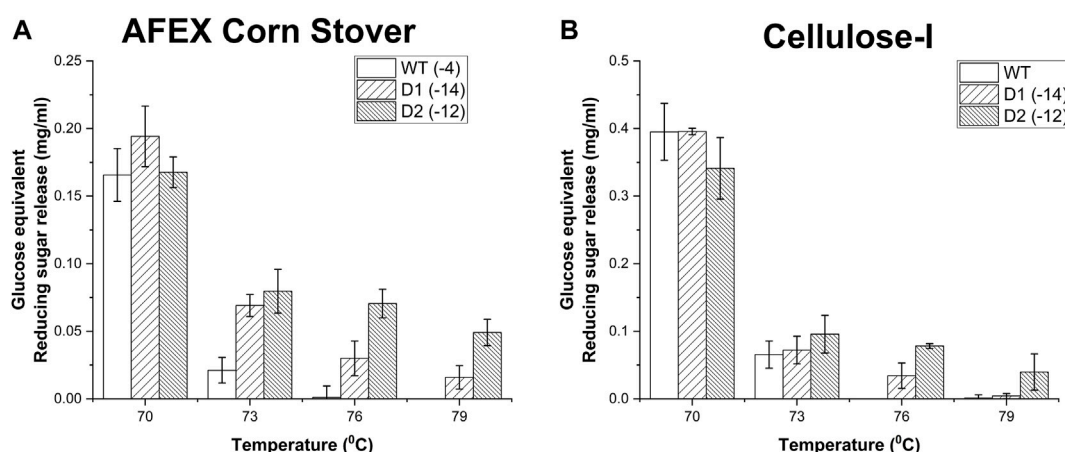 A
AFEX Corn Stover
WT (-4)
D1 (-14)
D2 (-12)
Glucose equivalent
Reducing sugar release (mg/ml)
0.25
0.20
0.15
0.10
0.05
0.00
70
73
76
79
Temperature (⁰C)
B
Cellulose-I
WT
D1 (-14)
D2 (-12)
Glucose equivalent
Reducing sugar release (mg/ml)
0.5
0.4
0.3
0.2
0.1
0.0
70
73
76
79
Temperature (⁰C)